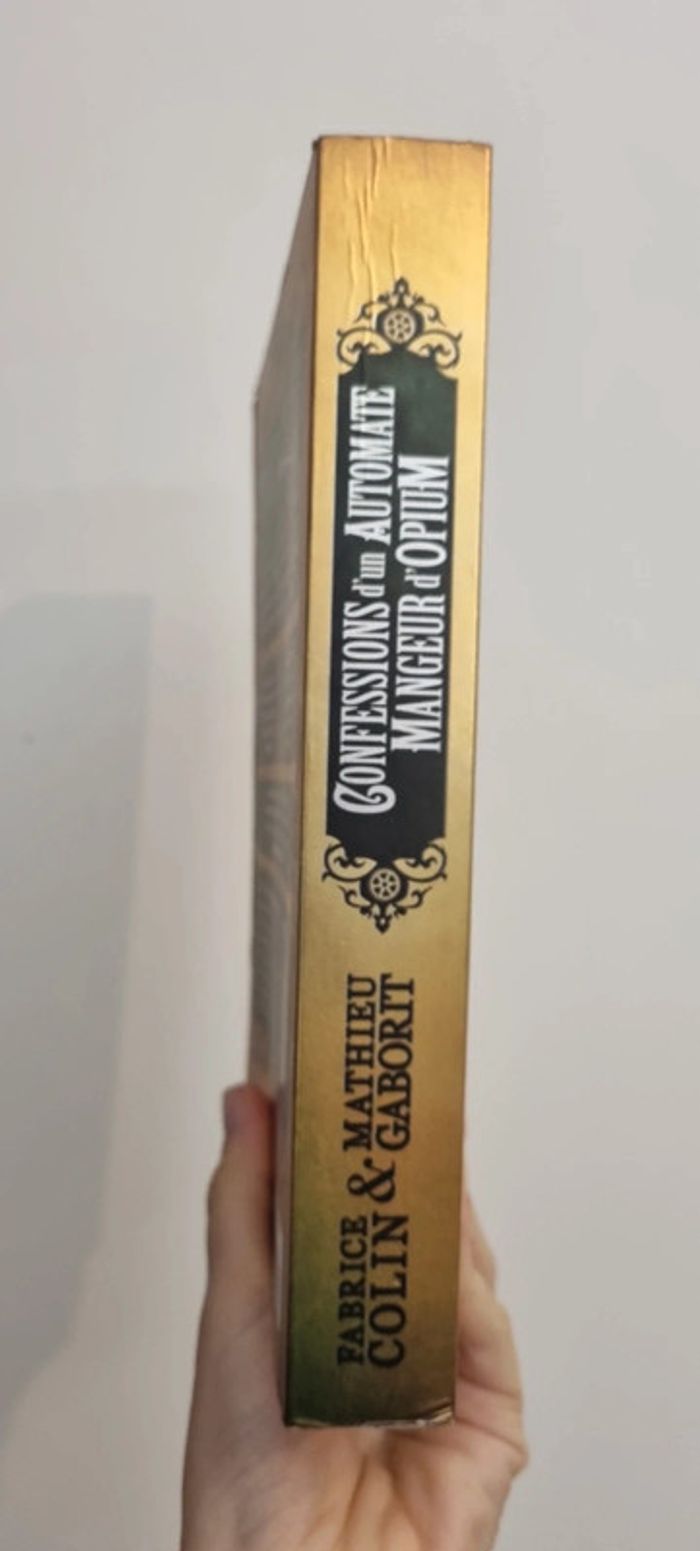 CONFESSIONS d'un AUTOMATE
MANGEUR d'OPIUM
FABRICE
COLIN
&
MATHIEU
GABORIT